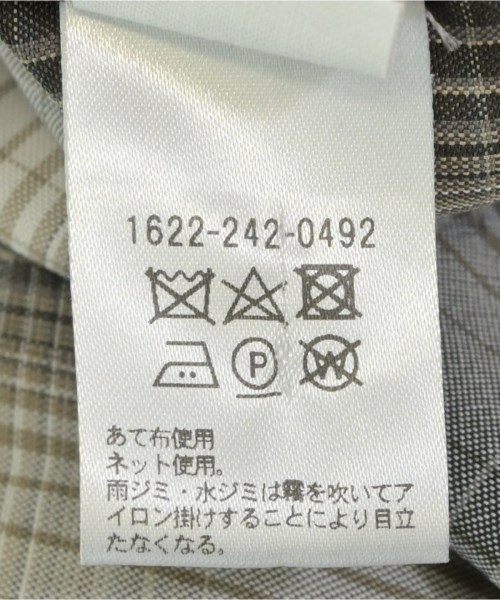 1622-242-0492
P W
あて布使用
ネット使用。
雨ジミ・水ジミは霧を吹いてア
イロン掛けすることにより目立
たなくなる。